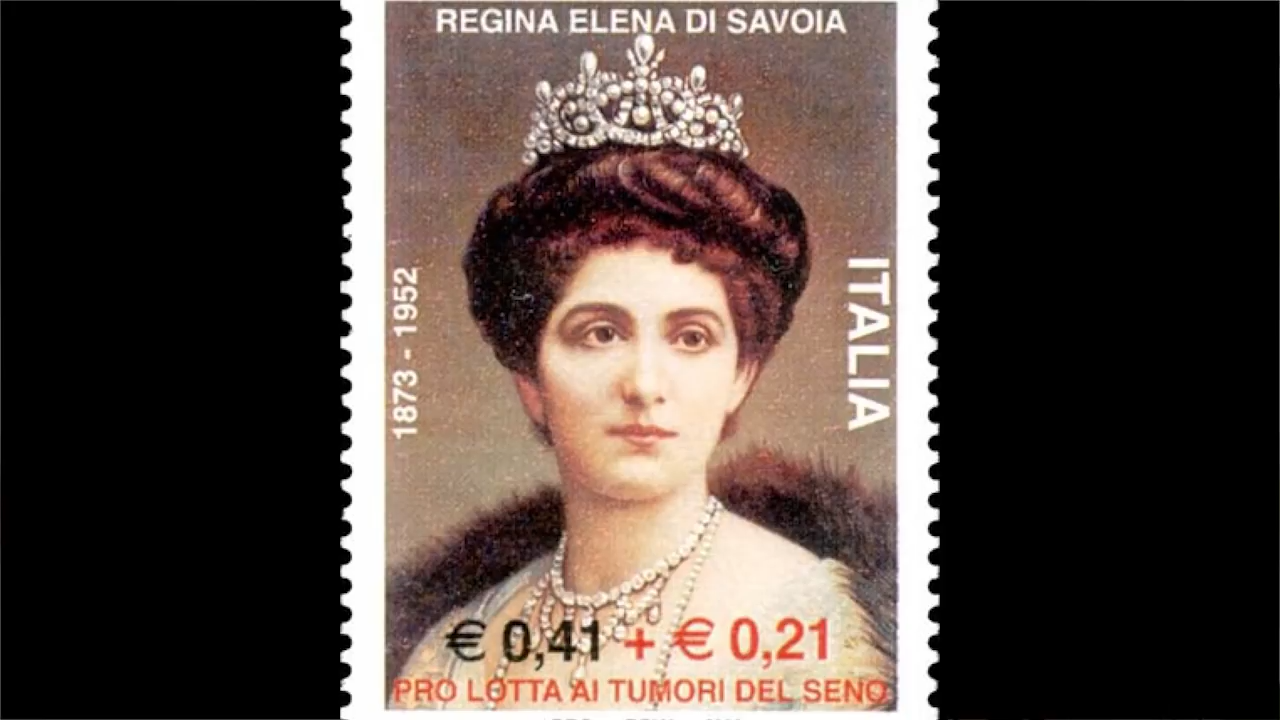 REGINA ELENA DI SAVOIA
1873 - 1952
ITALIA
€ 0,41 + € 0,21
PRO LOTTA AI TUMORI DEL SENO